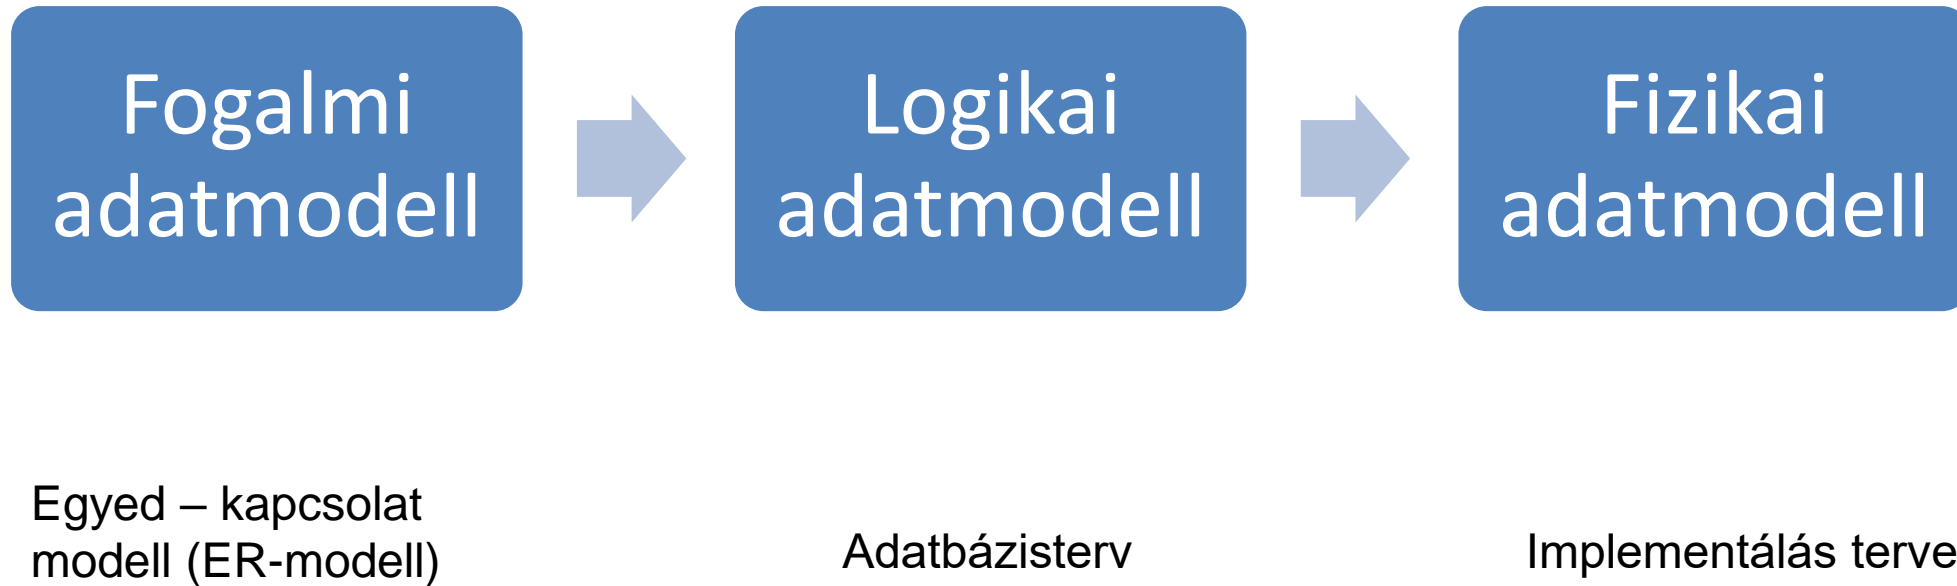 Fogalmi
adatmodell
Logikai
adatmodell
Fizikai
adatmodell
Egyed – kapcsolat
modell (ER-modell)
Adatbázisterv
Implementálás terve